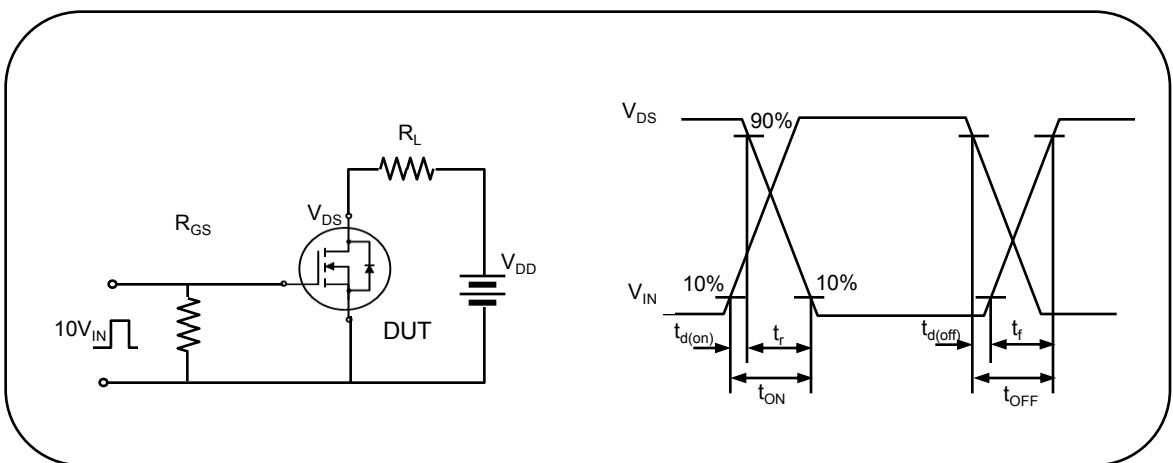 R_L
R_GS
V_DS
V_DD
10V_IN
DUT
V_DS
90%
10%
10%
V_IN
t_d(on)
t_r
t_d(off)
t_f
t_ON
t_OFF